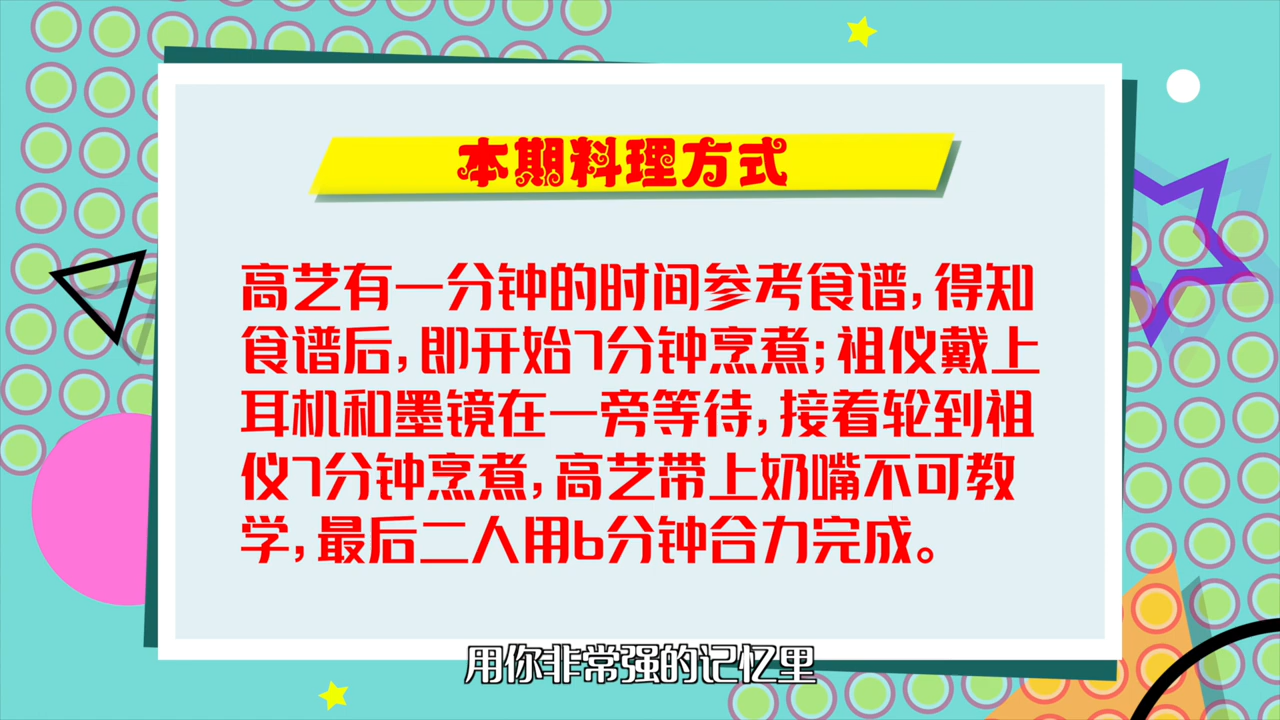 本期料理方式
高艺有一分钟的时间参考食谱,得知
食谱后,即开始7分钟烹煮;祖仪戴上
耳机和墨镜在一旁等待,接着轮到祖
仪7分钟烹煮,高艺带上奶嘴不可教
学,最后二人用6分钟合力完成。
用你非常强的记忆里